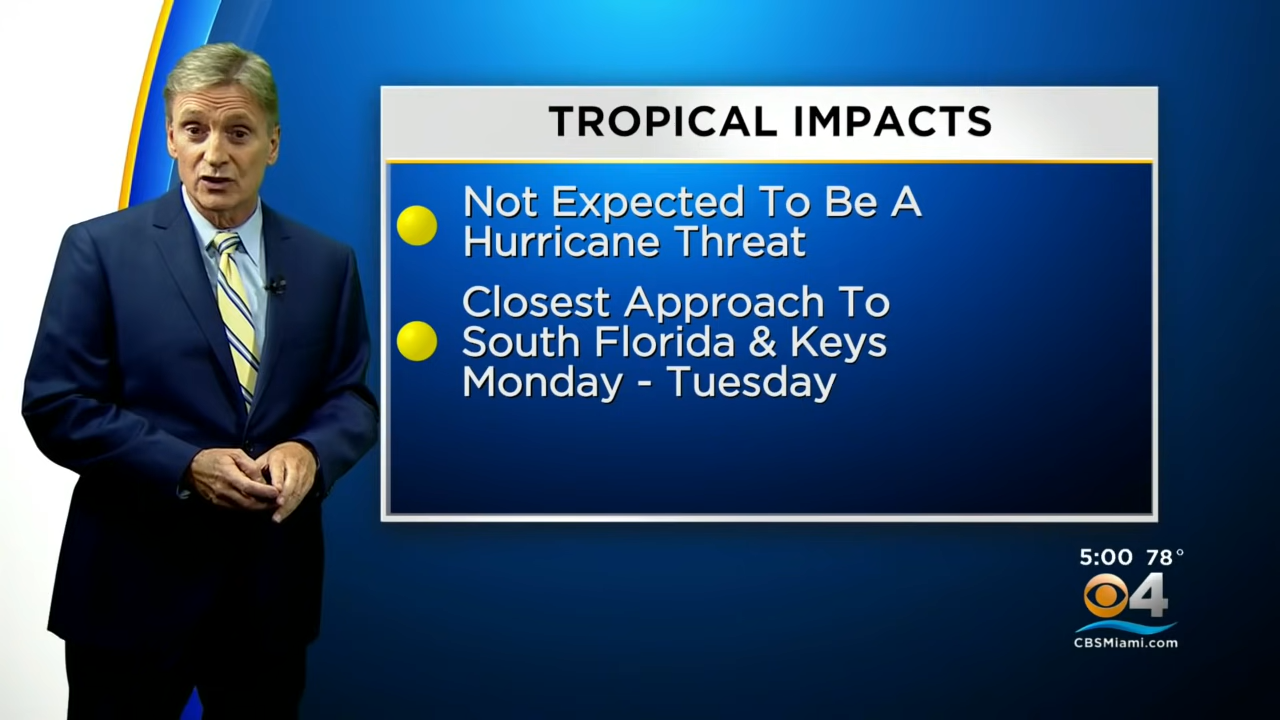 TROPICAL IMPACTS
Not Expected To Be A
Hurricane Threat
Closest Approach To
South Florida & Keys
Monday - Tuesday
5:00 78°
4
CBSMiami.com